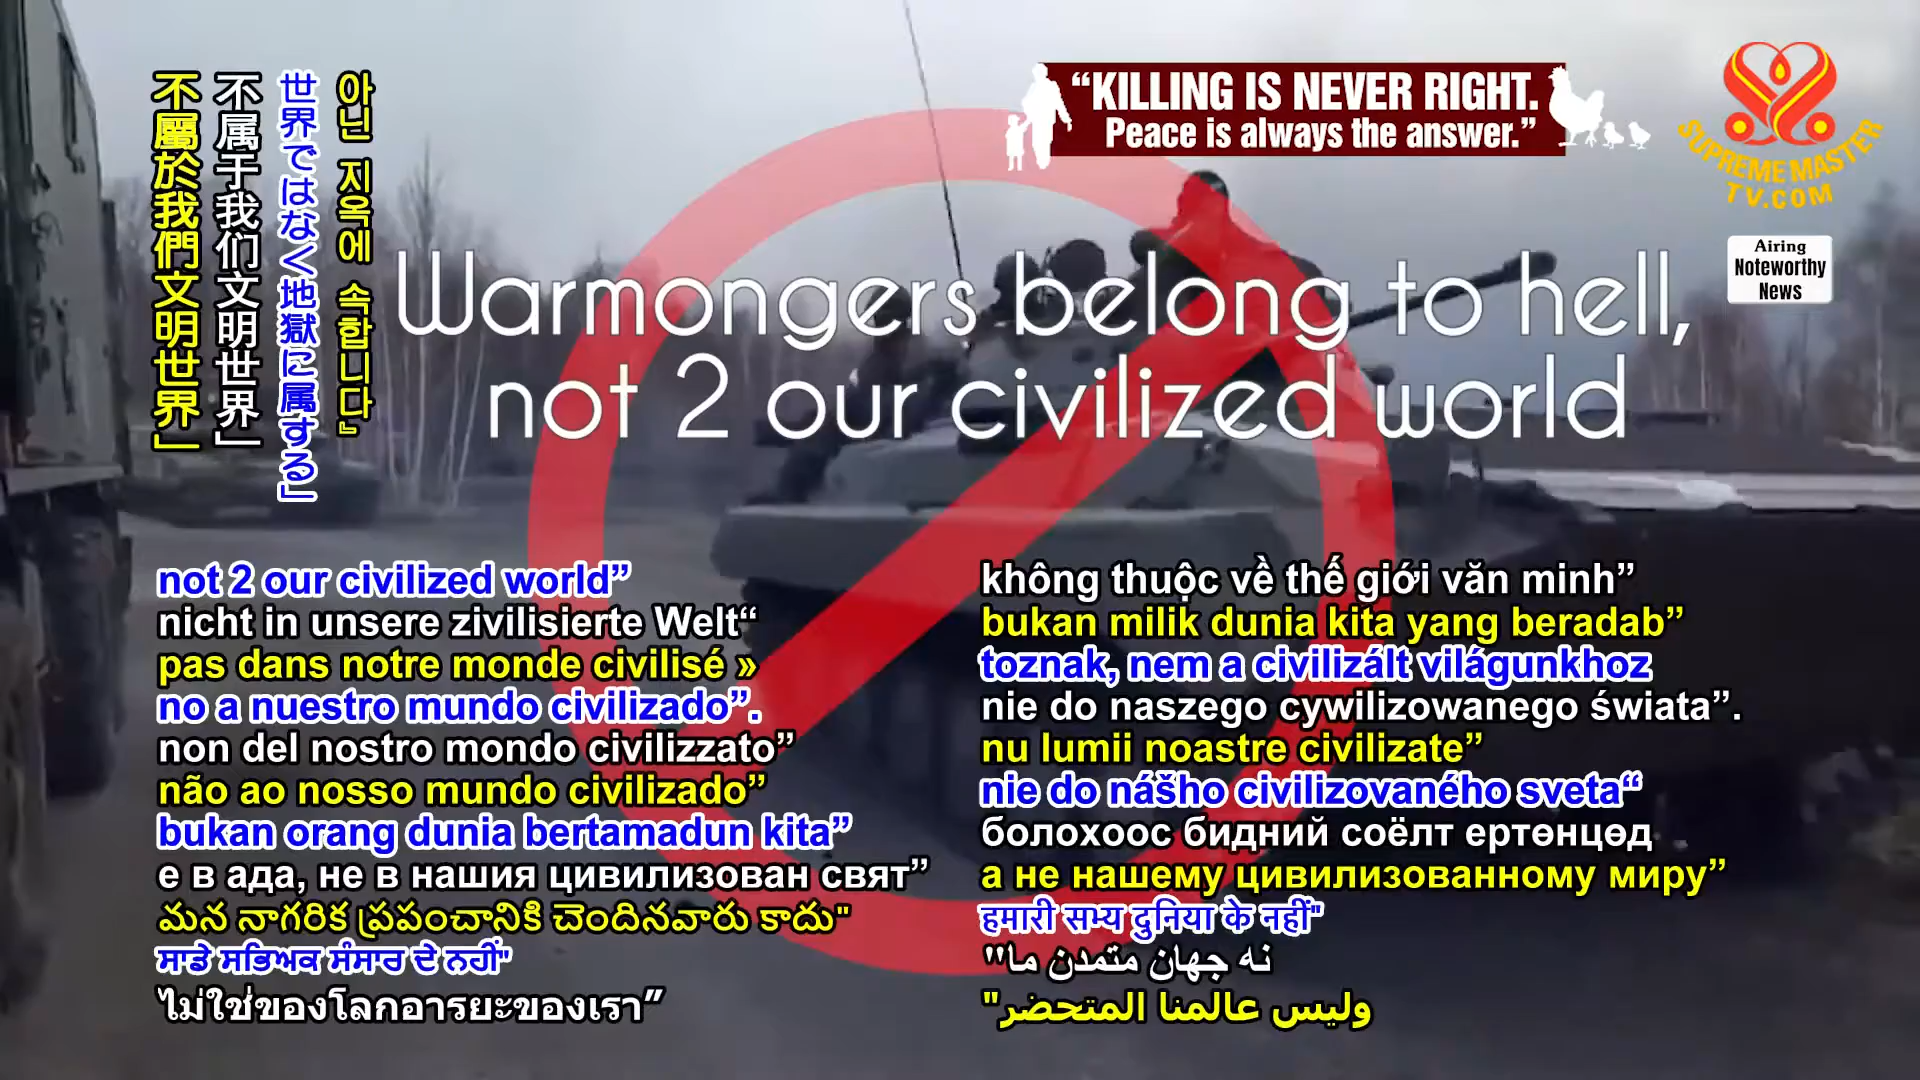 “KILLING IS NEVER RIGHT.
Peace is always the answer.”
SUPREME MASTER
TV.COM
Airing
Noteworthy
News
아닌 지옥에 속합니다』
世界ではなく地獄に属する」
不属于我们文明世界」
不屬於我們文明世界」
Warmongers belong to hell,
not 2 our civilized world
not 2 our civilized world”
nicht in unsere zivilisierte Welt“
pas dans notre monde civilisé »
no a nuestro mundo civilizado”.
non del nostro mondo civilizzato”
não ao nosso mundo civilizado”
bukan orang dunia bertamadun kita”
е в ада, не в нашия цивилизован свят”
మన నాగరిక ప్రపంచానికి చెందినవారు కాదు"
ਸਾਡੇ ਸਭਿਅਕ ਸੰਸਾਰ ਦੇ ਨਹੀਂ"
ไม่ใช่ของโลกอารยะของเรา”
không thuộc về thế giới văn minh”
bukan milik dunia kita yang beradab”
toznak, nem a civilizált világunkhoz
nie do naszego cywilizowanego świata”.
nu lumii noastre civilizate”
nie do nášho civilizovaného sveta“
болохоос бидний соёлт ертөнцөд
а не нашему цивилизованному миру”
हमारी सभ्य दुनिया के नहीं"
نه جهان متمدن ما"
وليس عالمنا المتحضر"